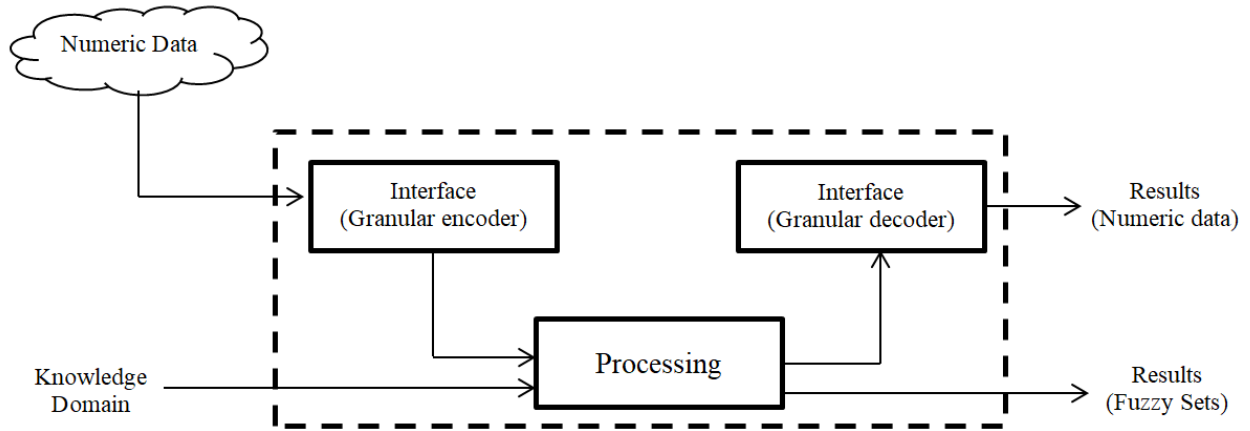 Numeric Data
Interface
(Granular encoder)
Interface
(Granular decoder)
Results
(Numeric data)
Processing
Knowledge
Domain
Results
(Fuzzy Sets)